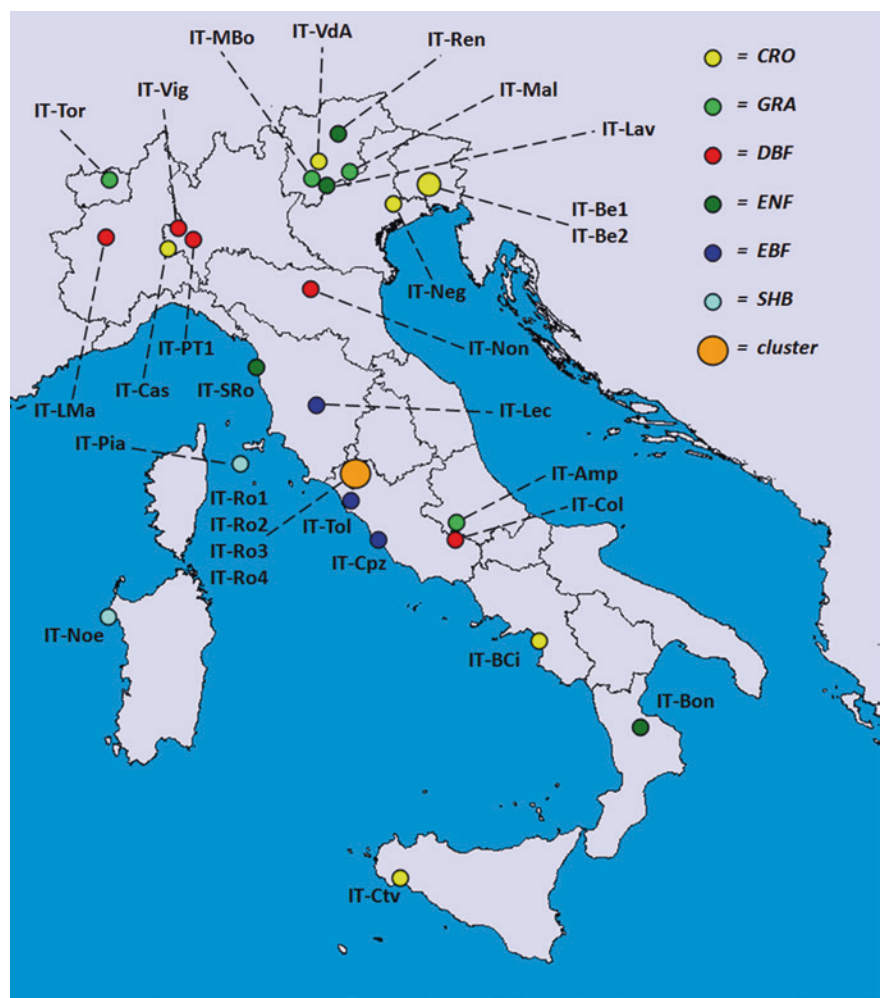 IT-VdA
IT-MBo
IT-Ren
IT-Vig
IT-Mal
IT-Tor
IT-Lav
IT-Be1
IT-Be2
IT-Neg
IT-PT1
IT-Non
IT-Cas
IT-SRo
IT-LMa
IT-Lec
IT-Pia
IT-Amp
IT-Ro1
IT-Ro2
IT-Ro3
IT-Ro4
IT-Tol
IT-Col
IT-Cpz
IT-Noe
IT-BCi
IT-Bon
IT-Ctv
= CRO
= GRA
= DBF
= ENF
= EBF
= SHB
= cluster